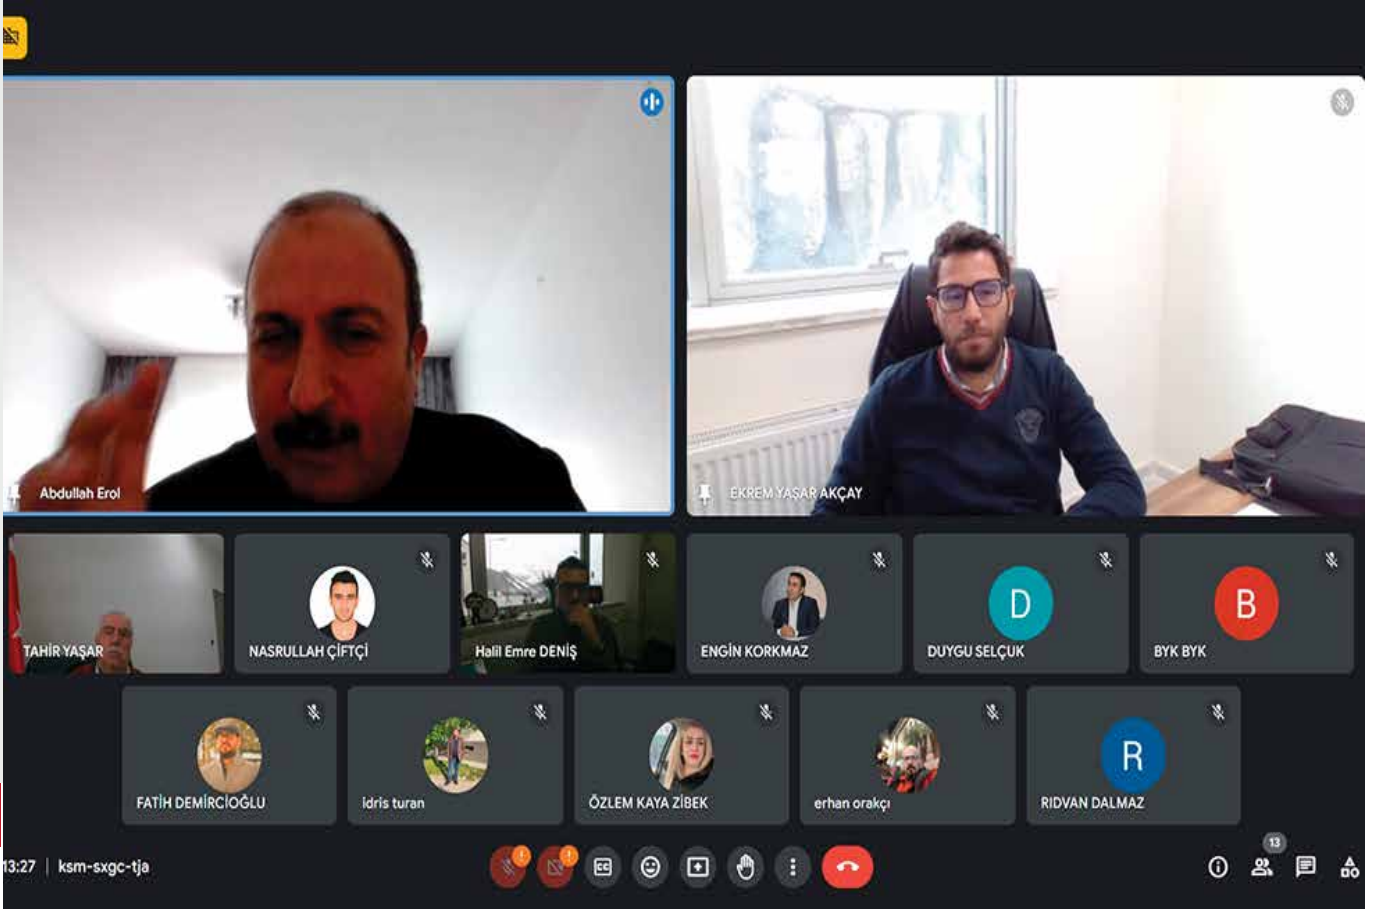 Abdullah Erol
EKREM YAŞAR AKÇAY
TAHİR YAŞAR
NASRULLAH ÇİFTÇİ
Halil Emre DENİŞ
ENGİN KORKMAZ
D
DUYGU SELÇUK
B
BYK BYK
FATİH DEMİRCİOĞLU
idris turan
ÖZLEM KAYA ZİBEK
erhan orakçı
R
RIDVAN DALMAZ
13:27 | ksm-sxgc-tja
CC
13